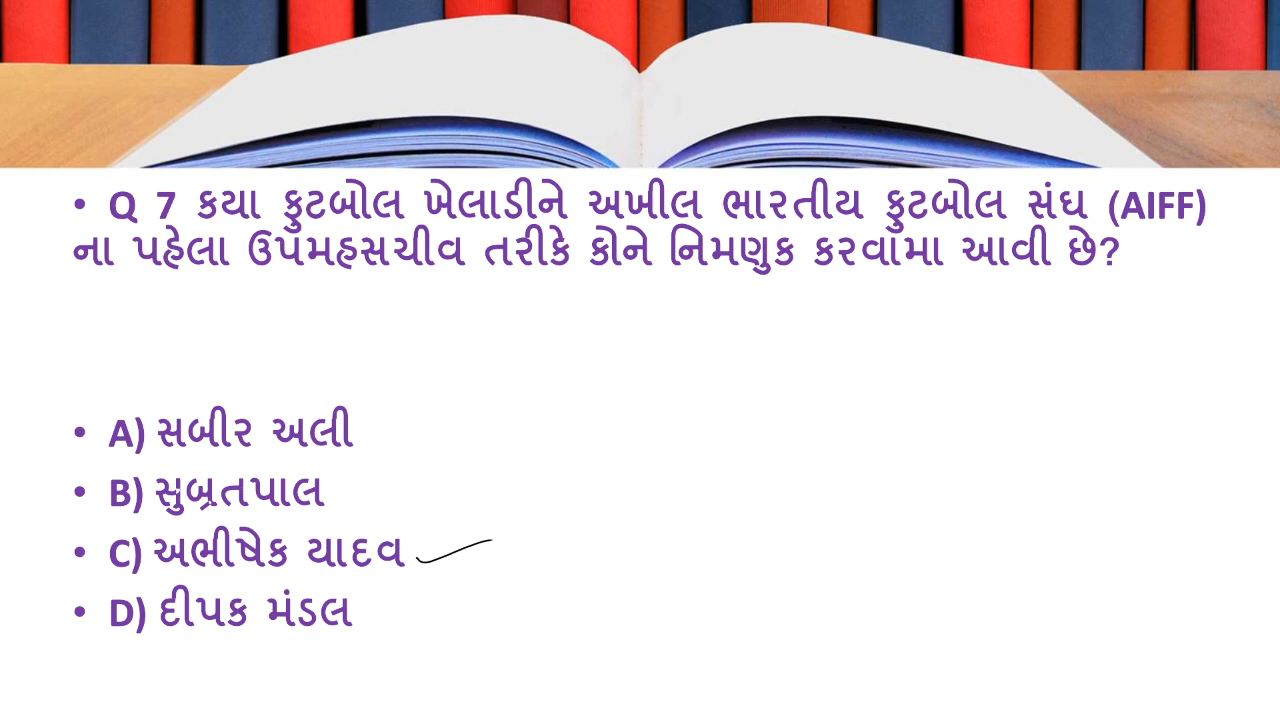 • Q 7 કયા ફુટબોલ ખેલાડીને અખીલ ભારતીય ફુટબોલ સંઘ (AIFF)
ના પહેલા ઉપમહસચીવ તરીકે કોને નિમણુક કરવામા આવી છે?
• A) સબીર અલી
• B) સુબ્રતપાલ
• C) અભીષેક યાદવ
• D) દીપક મંડલ